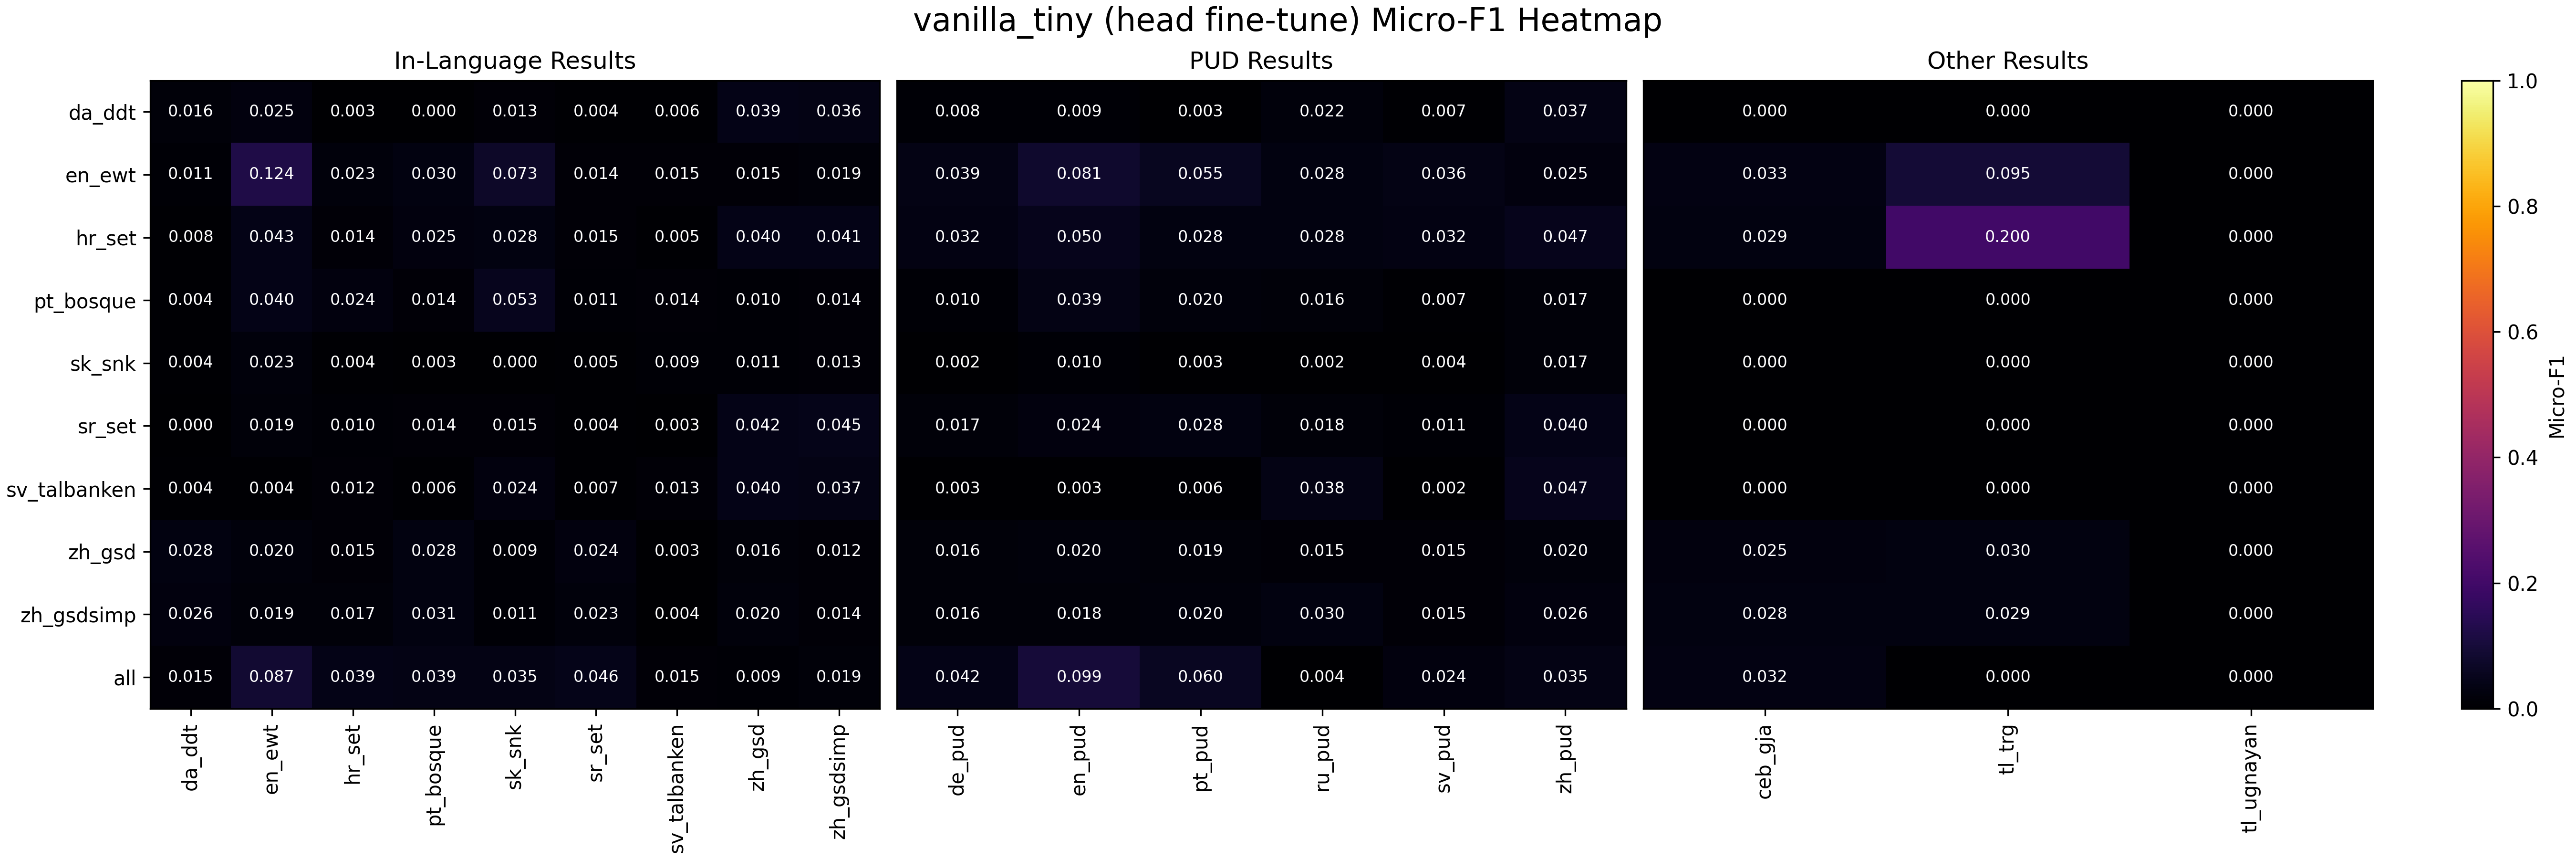 vanilla_tiny (head fine-tune) Micro-F1 Heatmap
In-Language Results PUD Results Other Results
da_ddt 0.016 0.025 0.003 0.000 0.013 0.004 0.006 0.039 0.036 0.008 0.009 0.003 0.022 0.007 0.037 0.000 0.000 0.000
en_ewt 0.011 0.124 0.023 0.030 0.073 0.014 0.015 0.015 0.019 0.039 0.081 0.055 0.028 0.036 0.025 0.033 0.095 0.000
hr_set 0.008 0.043 0.014 0.025 0.028 0.015 0.005 0.040 0.041 0.032 0.050 0.028 0.028 0.032 0.047 0.029 0.200 0.000
pt_bosque 0.004 0.040 0.024 0.014 0.053 0.011 0.014 0.010 0.014 0.010 0.039 0.020 0.016 0.007 0.017 0.000 0.000 0.000
sk_snk 0.004 0.023 0.004 0.003 0.000 0.005 0.009 0.011 0.013 0.002 0.010 0.003 0.002 0.004 0.017 0.000 0.000 0.000
sr_set 0.000 0.019 0.010 0.014 0.015 0.004 0.003 0.042 0.045 0.017 0.024 0.028 0.018 0.011 0.040 0.000 0.000 0.000
sv_talbanken 0.004 0.004 0.012 0.006 0.024 0.007 0.013 0.040 0.037 0.003 0.003 0.006 0.038 0.002 0.047 0.000 0.000 0.000
zh_gsd 0.028 0.020 0.015 0.028 0.009 0.024 0.003 0.016 0.012 0.016 0.020 0.019 0.015 0.015 0.020 0.025 0.030 0.000
zh_gsdsimp 0.026 0.019 0.017 0.031 0.011 0.023 0.004 0.020 0.014 0.016 0.018 0.020 0.030 0.015 0.026 0.028 0.029 0.000
all 0.015 0.087 0.039 0.039 0.035 0.046 0.015 0.009 0.019 0.042 0.099 0.060 0.004 0.024 0.035 0.032 0.000 0.000
da_ddt en_ewt hr_set pt_bosque sk_snk sr_set sv_talbanken zh_gsd zh_gsdsimp de_pud en_pud pt_pud ru_pud sv_pud zh_pud ceb_gja tl_trg tl_ugnayan
1.0
0.8
0.6
0.4
0.2
0.0
Micro-F1